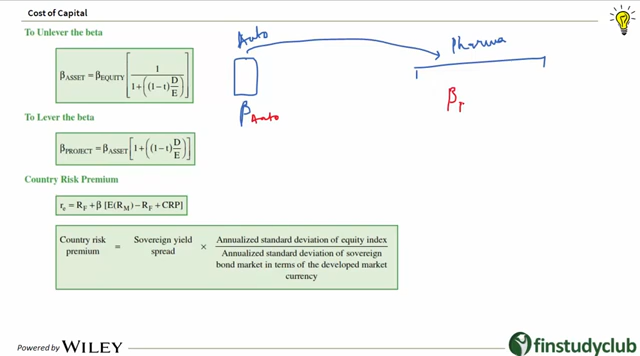 Cost of Capital
To Unlever the beta
β_ASSET = β_EQUITY [ 1 / (1+((1−t) D/E)) ]
To Lever the beta
β_PROJECT = β_ASSET [ 1+((1−t) D/E) ]
Country Risk Premium
r_e = R_F + β [E(R_M) − R_F + CRP]
Country risk premium = Sovereign yield spread × Annualized standard deviation of equity index / Annualized standard deviation of sovereign bond market in terms of the developed market currency
Auto
Pharma
β_Auto
β_P
Powered by WILEY
finstudyclub